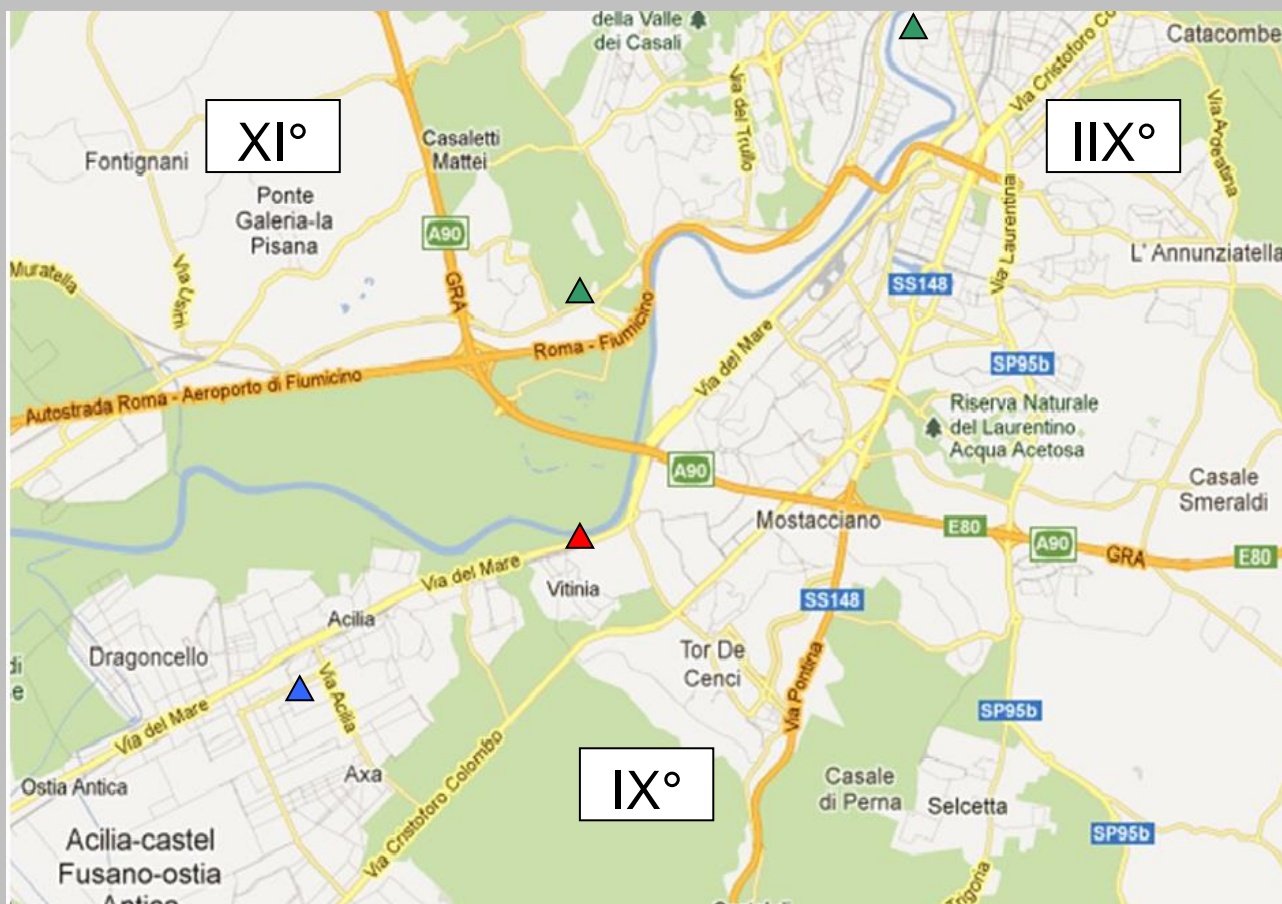 della Valle
dei Casali
Catacombe
Via Cristoforo Co
Via del Trullo
Via Ardeatina
XI°
IIX°
Fontignani
Casaletti
Mattei
Ponte
Galeria-la
Pisana
A90
GRA
Via Laurentina
L' Annunziatella
Muratella
SS148
Roma - Fiumicino
Via del Mare
SP95b
Autostrada Roma - Aeroporto di Fiumicino
Riserva Naturale
del Laurentino
Acqua Acetosa
A90
Casale
Smeraldi
Mostacciano
E80
A90
GRA
E80
Via del Mare
Vitinia
SS148
Acilia
Dragoncello
di
e
Via Acilia
Tor De
Cenci
Via Pontina
SP95b
Via del Mare
Via Cristoforo Colombo
Ostia Antica
Axa
IX°
Casale
di Perna
Selcetta
SP95b
Acilia-castel
Fusano-ostia
Antica
Trigoria